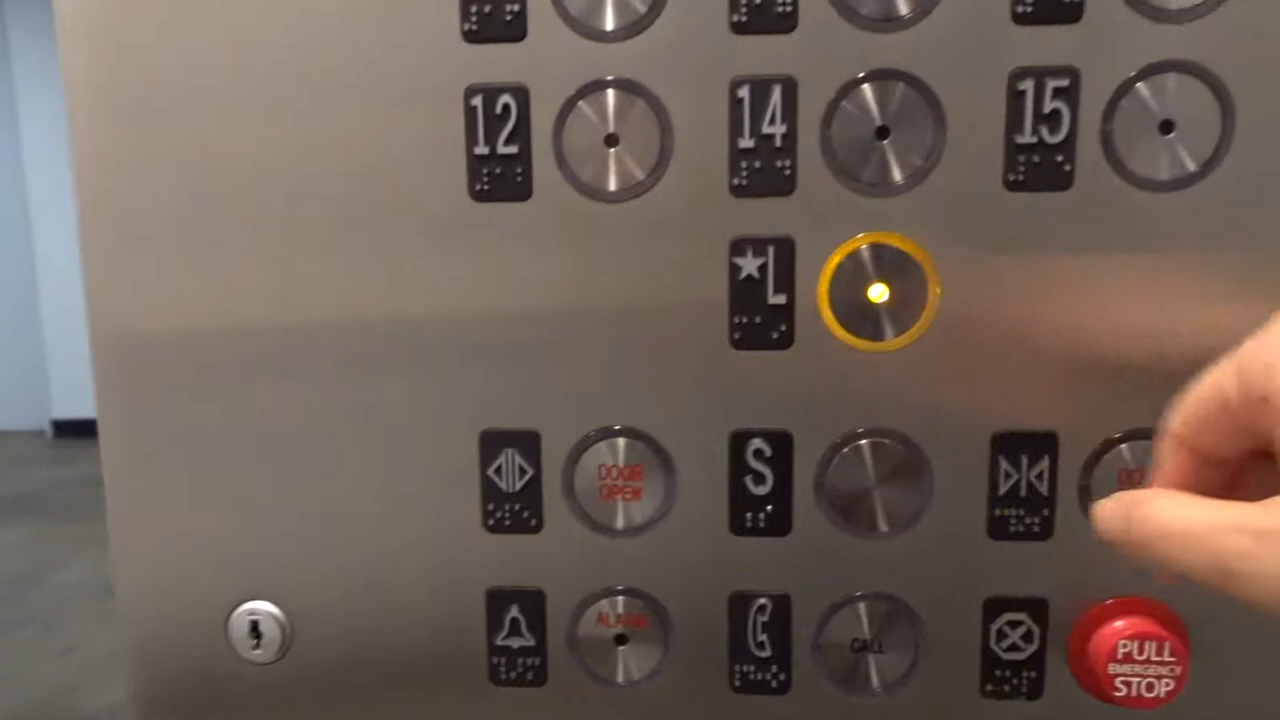 12
14
15
★L
DOOR
OPEN
S
ALARM
CALL
PULL
EMERGENCY
STOP